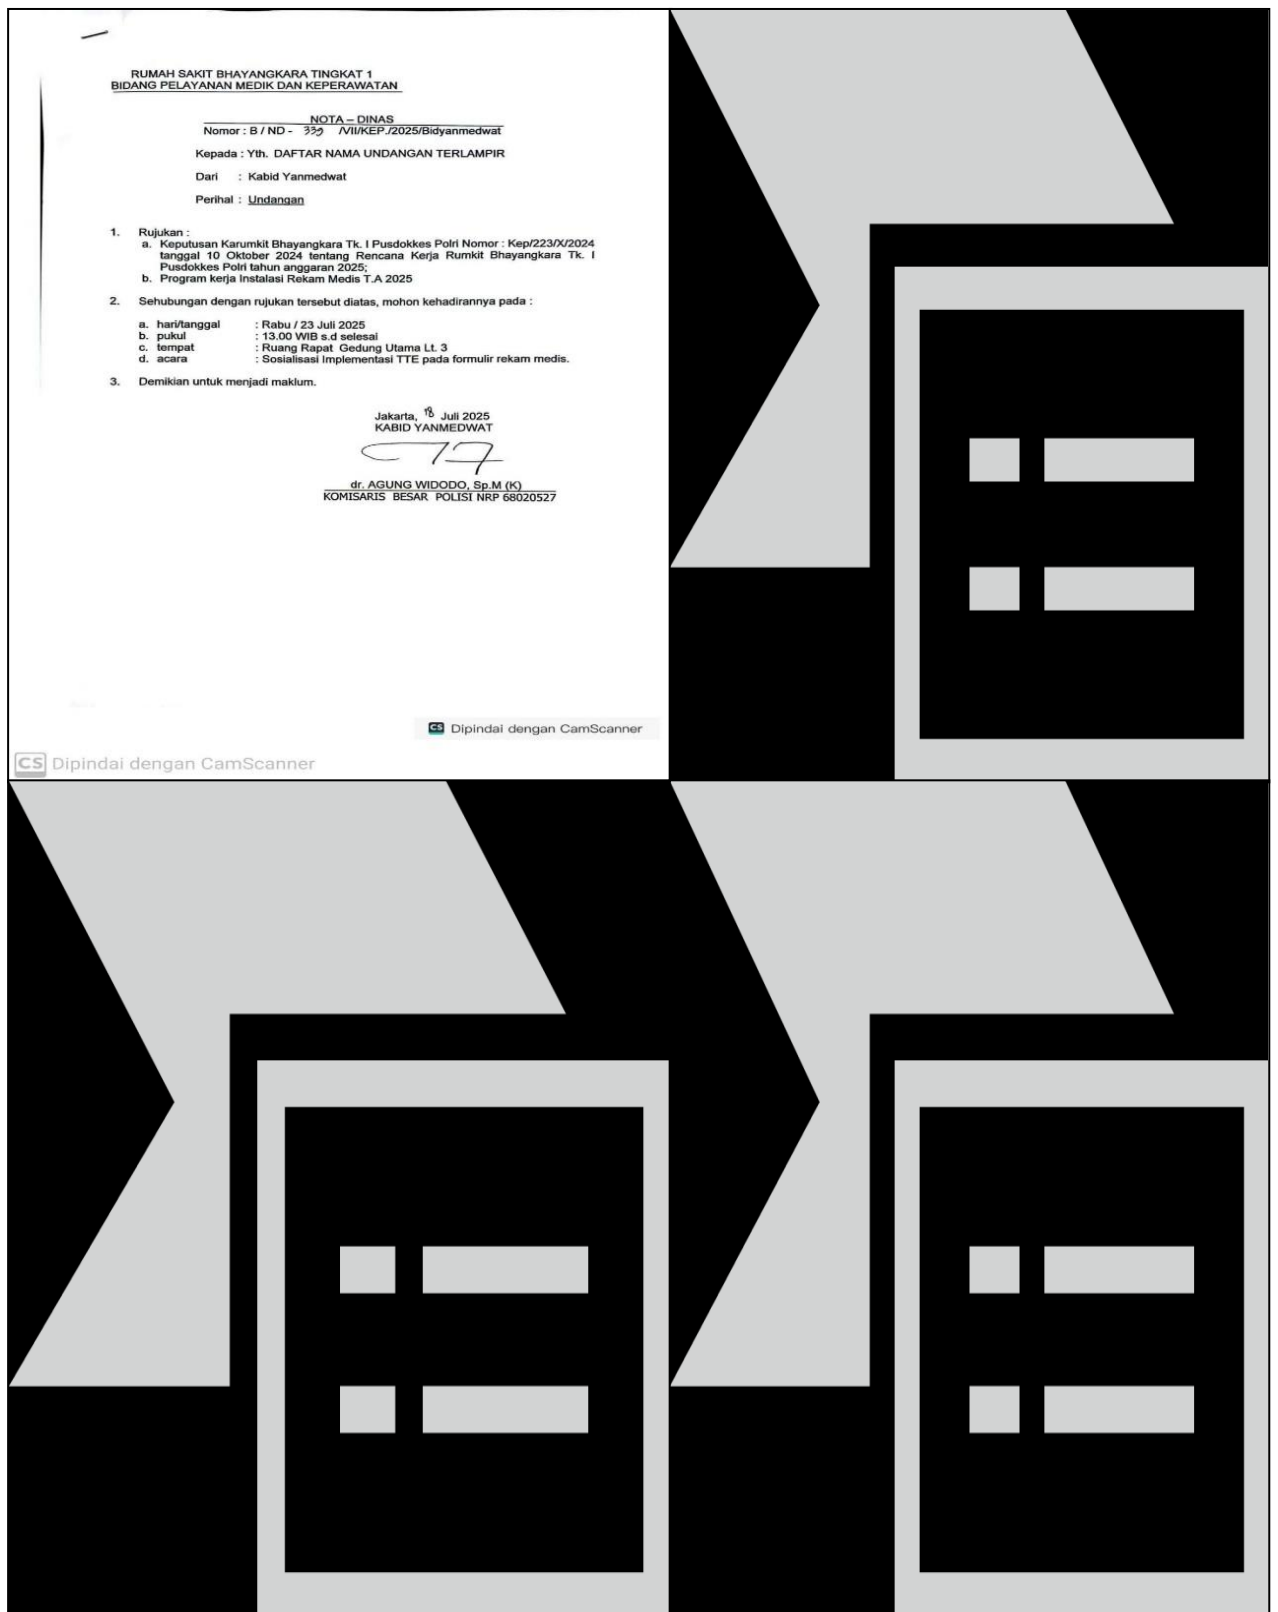 RUMAH SAKIT BHAYANGKARA TINGKAT 1
BIDANG PELAYANAN MEDIK DAN KEPERAWATAN
NOTA – DINAS
Nomor : B / ND - 339 /VII/KEP./2025/Bidyanmedwat
Kepada : Yth. DAFTAR NAMA UNDANGAN TERLAMPIR
Dari : Kabid Yanmedwat
Perihal : Undangan
1. Rujukan :
a. Keputusan Karumkit Bhayangkara Tk. I Pusdokkes Polri Nomor : Kep/223/X/2024
tanggal 10 Oktober 2024 tentang Rencana Kerja Rumkit Bhayangkara Tk. I
Pusdokkes Polri tahun anggaran 2025;
b. Program kerja Instalasi Rekam Medis T.A 2025
2. Sehubungan dengan rujukan tersebut diatas, mohon kehadirannya pada :
a. hari/tanggal : Rabu / 23 Juli 2025
b. pukul : 13.00 WIB s.d selesai
c. tempat : Ruang Rapat Gedung Utama Lt. 3
d. acara : Sosialisasi Implementasi TTE pada formulir rekam medis.
3. Demikian untuk menjadi maklum.
Jakarta, 18 Juli 2025
KABID YANMEDWAT
dr. AGUNG WIDODO, Sp.M (K)
KOMISARIS BESAR POLISI NRP 68020527
CS Dipindai dengan CamScanner
CS Dipindai dengan CamScanner